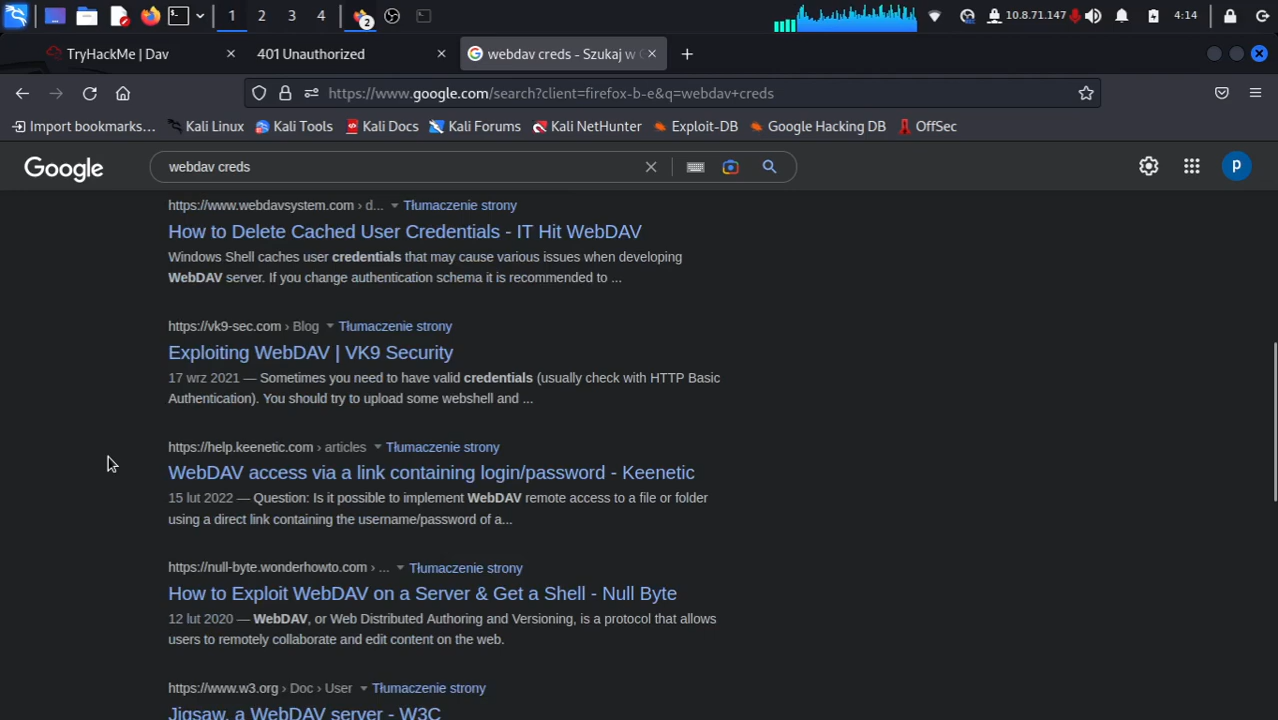 1 2 3 4 2 10.8.71.147 4:14
TryHackMe | Dav × 401 Unauthorized × webdav creds - Szukaj w × +
https://www.google.com/search?client=firefox-b-e&q=webdav+creds
Import bookmarks... Kali Linux Kali Tools Kali Docs Kali Forums Kali NetHunter Exploit-DB Google Hacking DB OffSec
Google webdav creds p
https://www.webdavsystem.com › d... Tłumaczenie strony
How to Delete Cached User Credentials - IT Hit WebDAV
Windows Shell caches user credentials that may cause various issues when developing
WebDAV server. If you change authentication schema it is recommended to ...
https://vk9-sec.com › Blog Tłumaczenie strony
Exploiting WebDAV | VK9 Security
17 wrz 2021 — Sometimes you need to have valid credentials (usually check with HTTP Basic
Authentication). You should try to upload some webshell and ...
https://help.keenetic.com › articles Tłumaczenie strony
WebDAV access via a link containing login/password - Keenetic
15 lut 2022 — Question: Is it possible to implement WebDAV remote access to a file or folder
using a direct link containing the username/password of a...
https://null-byte.wonderhowto.com › ... Tłumaczenie strony
How to Exploit WebDAV on a Server & Get a Shell - Null Byte
12 lut 2020 — WebDAV, or Web Distributed Authoring and Versioning, is a protocol that allows
users to remotely collaborate and edit content on the web.
https://www.w3.org › Doc › User Tłumaczenie strony
Jigsaw, a WebDAV server - W3C